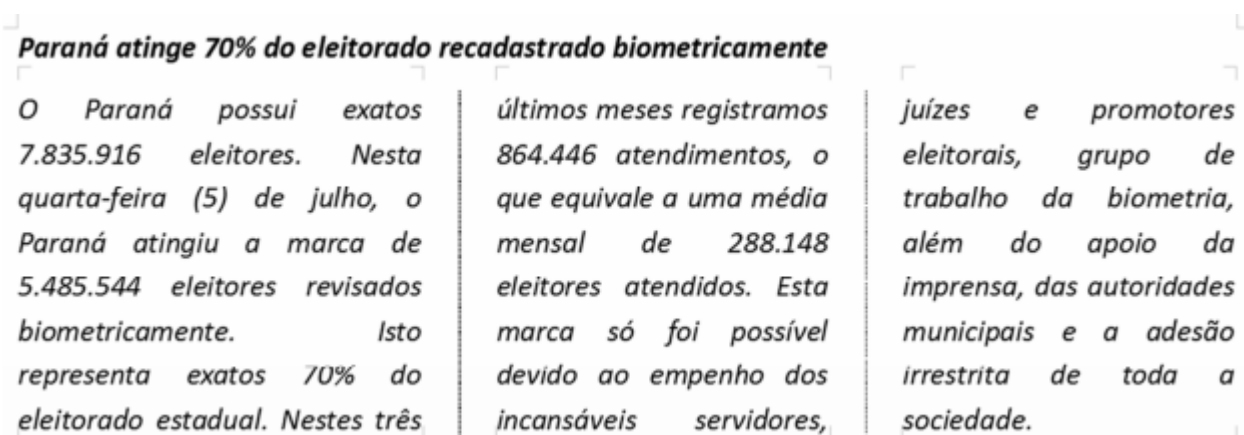 Paraná atinge 70% do eleitorado recadastrado biometricamente
O Paraná possui exatos
7.835.916 eleitores. Nesta
quarta-feira (5) de julho, o
Paraná atingiu a marca de
5.485.544 eleitores revisados
biometricamente. Isto
representa exatos 70% do
eleitorado estadual. Nestes três
últimos meses registramos
864.446 atendimentos, o
que equivale a uma média
mensal de 288.148
eleitores atendidos. Esta
marca só foi possível
devido ao empenho dos
incansáveis servidores,
juízes e promotores
eleitorais, grupo de
trabalho da biometria,
além do apoio da
imprensa, das autoridades
municipais e a adesão
irrestrita de toda a
sociedade.